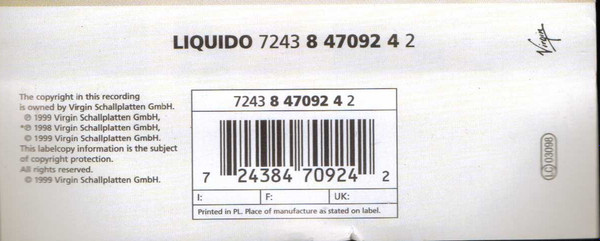 LIQUIDO 7243 8 47092 4 2
Virgin
The copyright in this recording
is owned by Virgin Schallplatten GmbH.
℗ 1999 Virgin Schallplatten GmbH,
*℗ 1998 Virgin Schallplatten GmbH,
© 1999 Virgin Schallplatten GmbH.
This labelcopy information is the subject
of copyright protection.
All rights reserved.
© 1999 Virgin Schallplatten GmbH.
7243 8 47092 4 2
7 24384 70924 2
I: F: UK:
Printed in PL. Place of manufacture as stated on label.
LC 03098